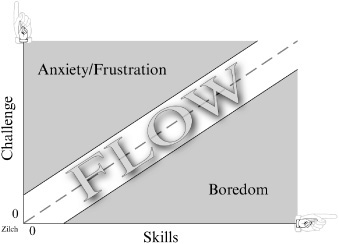 Anxiety/Frustration
FLOW
Challenge
Boredom
0
Zilch
0
Skills